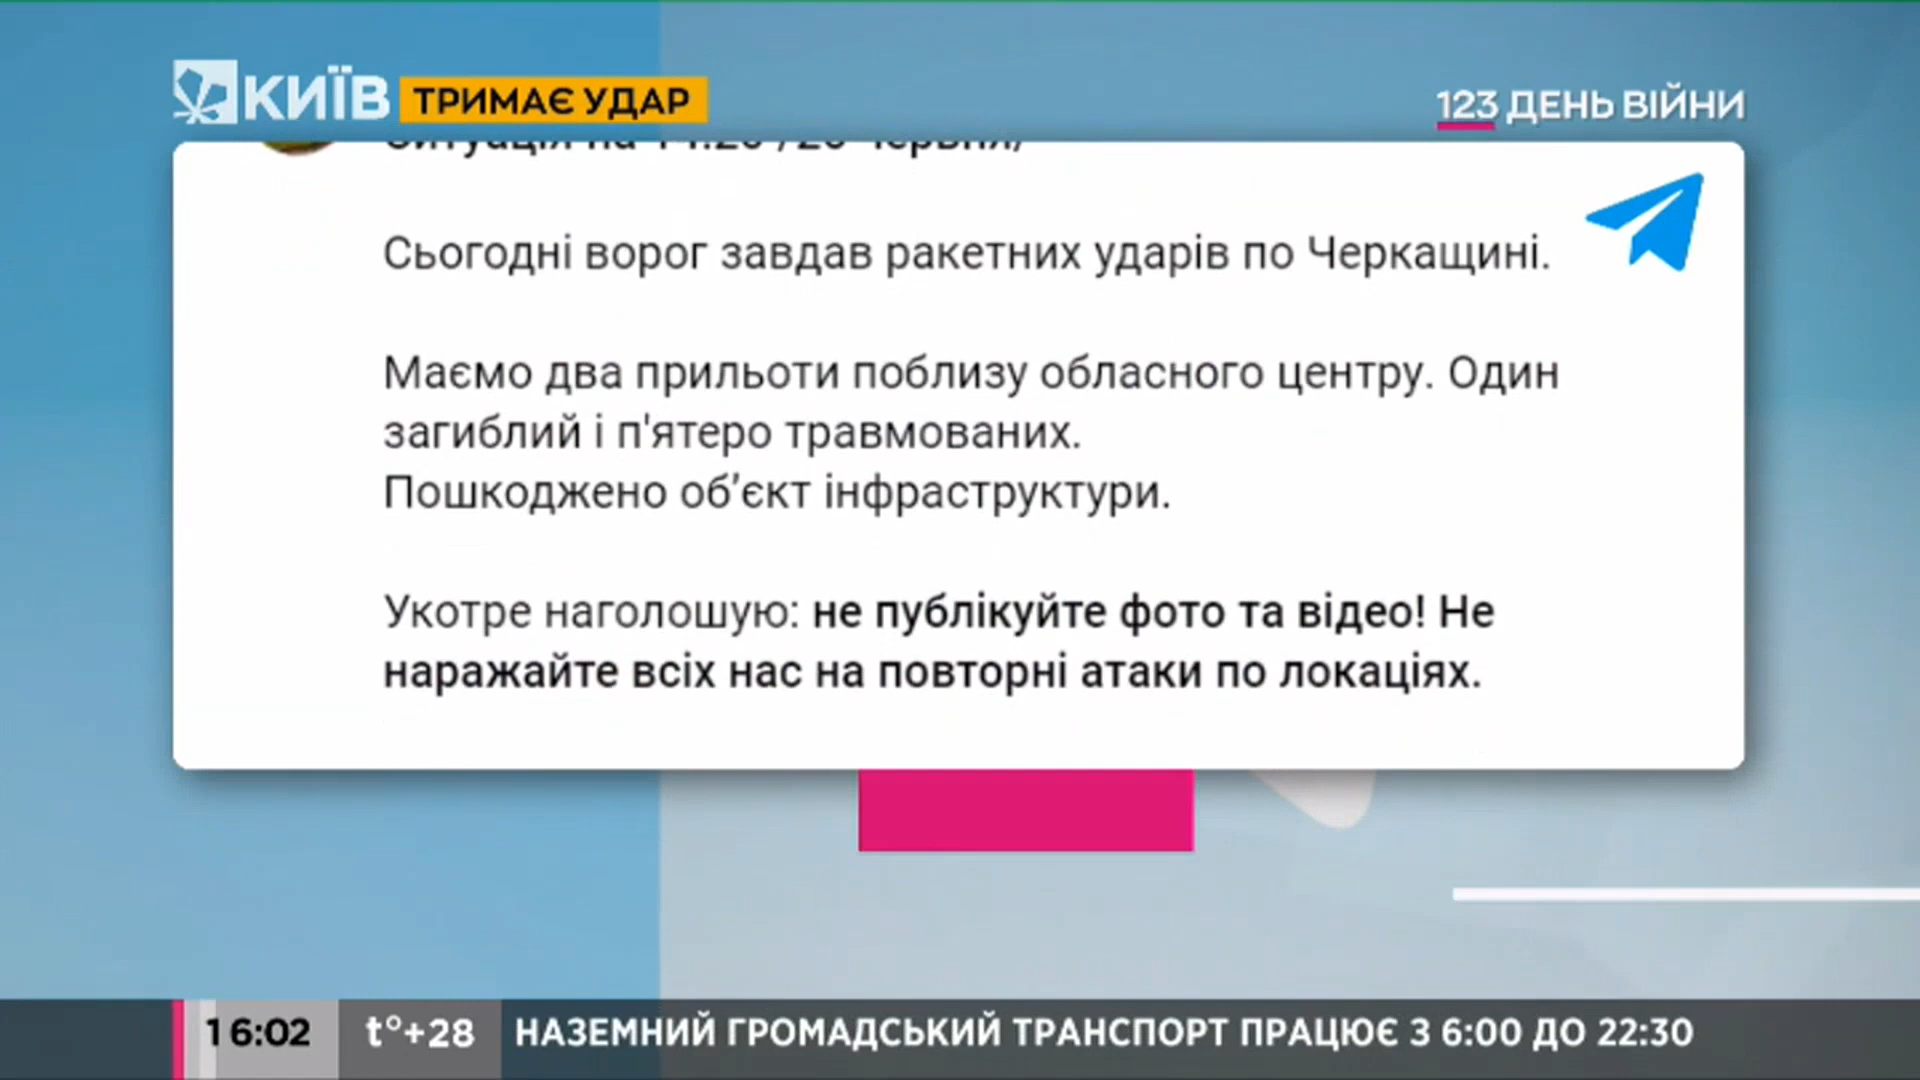 КИЇВ ТРИМАЄ УДАР
123 ДЕНЬ ВІЙНИ
Ситуація на
Сьогодні ворог завдав ракетних ударів по Черкащині.
Маємо два прильоти поблизу обласного центру. Один
загиблий і п'ятеро травмованих.
Пошкоджено об’єкт інфраструктури.
Укотре наголошую: не публікуйте фото та відео! Не
наражайте всіх нас на повторні атаки по локаціях.
16:02 t°+28 НАЗЕМНИЙ ГРОМАДСЬКИЙ ТРАНСПОРТ ПРАЦЮЄ З 6:00 ДО 22:30